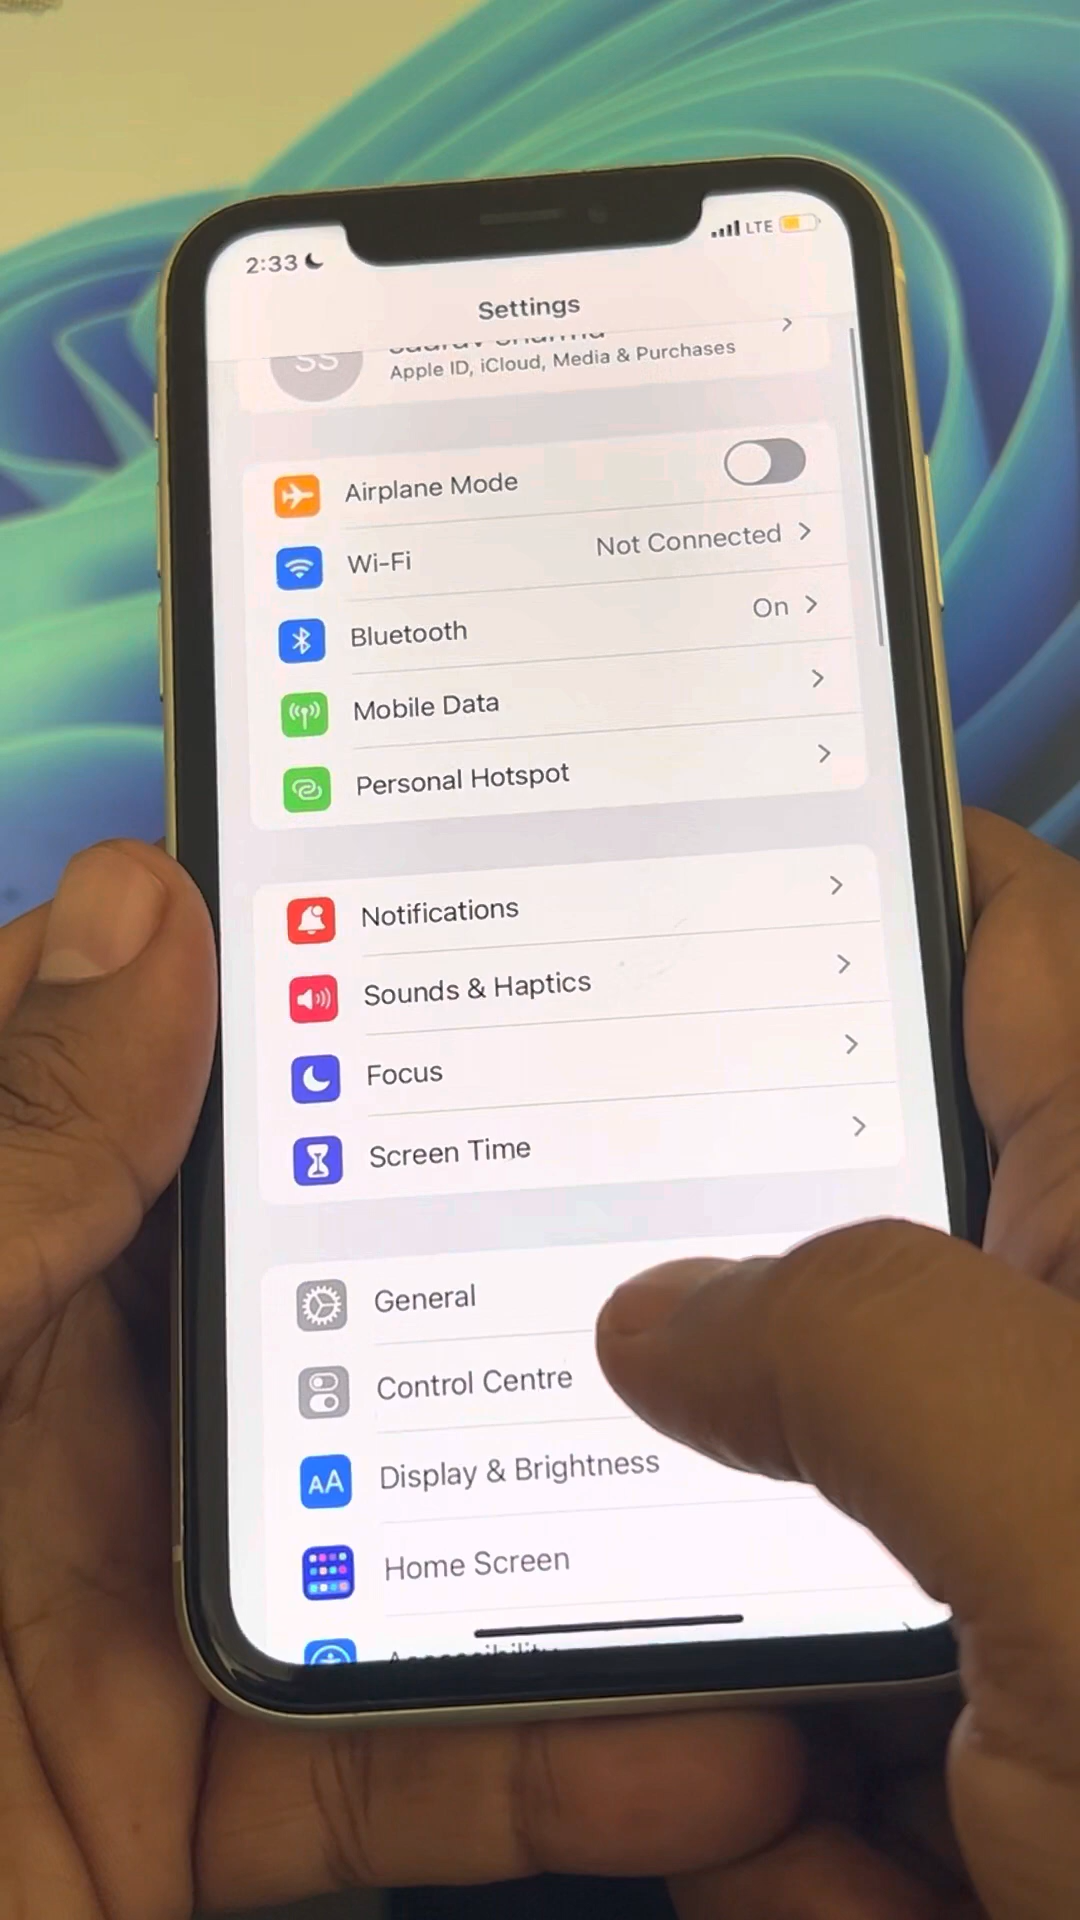 2:33
LTE
Settings
SS
Apple ID, iCloud, Media & Purchases
Airplane Mode
Wi-Fi
Not Connected
Bluetooth
On
Mobile Data
Personal Hotspot
Notifications
Sounds & Haptics
Focus
Screen Time
General
Control Centre
AA
Display & Brightness
Home Screen